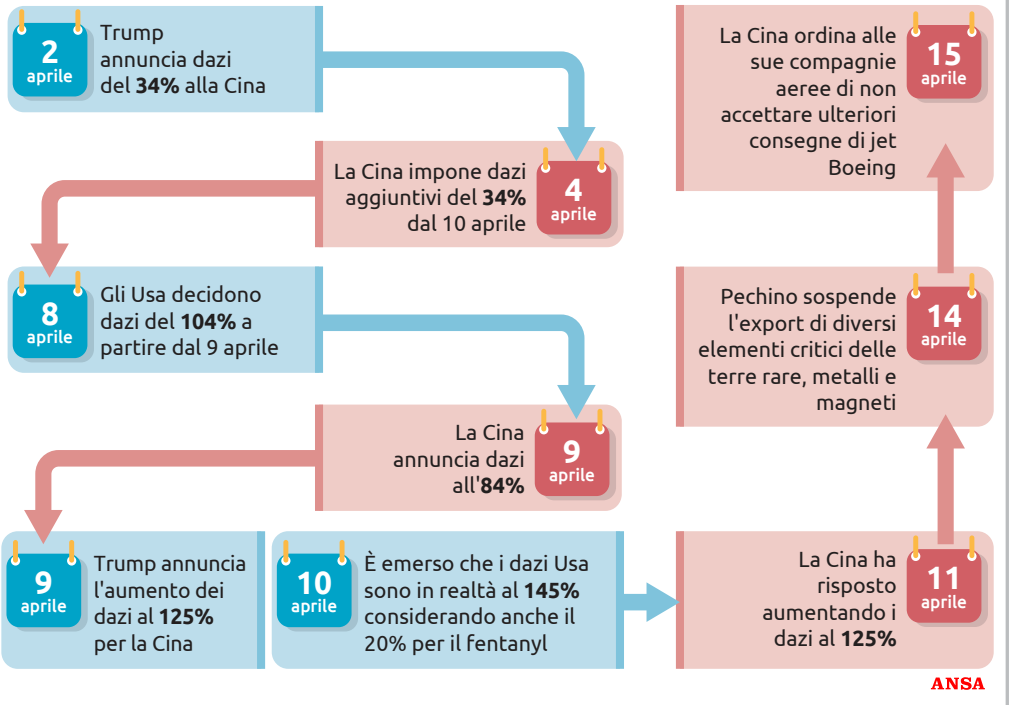 2
aprile
Trump
annuncia dazi
del 34% alla Cina
La Cina impone dazi
aggiuntivi del 34%
dal 10 aprile
4
aprile
8
aprile
Gli Usa decidono
dazi del 104% a
partire dal 9 aprile
La Cina
annuncia dazi
all'84%
9
aprile
9
aprile
Trump annuncia
l'aumento dei
dazi al 125%
per la Cina
10
aprile
È emerso che i dazi Usa
sono in realtà al 145%
considerando anche il
20% per il fentanyl
La Cina ha
risposto
aumentando i
dazi al 125%
11
aprile
Pechino sospende
l'export di diversi
elementi critici delle
terre rare, metalli e
magneti
14
aprile
La Cina ordina alle
sue compagnie
aeree di non
accettare ulteriori
consegne di jet
Boeing
15
aprile
ANSA